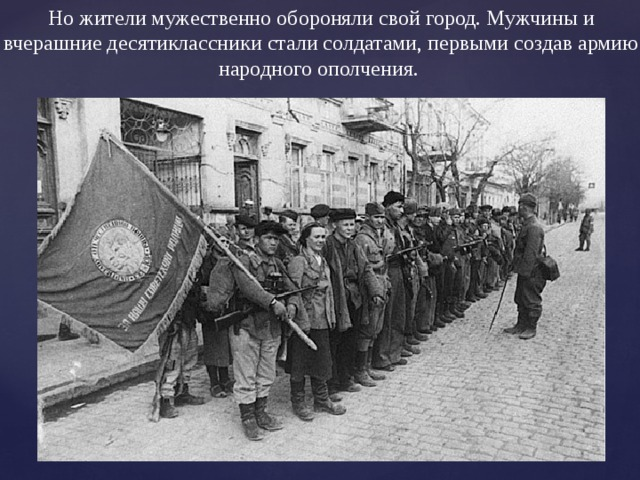 Но жители мужественно обороняли свой город. Мужчины и
вчерашние десятиклассники стали солдатами, первыми создав армию
народного ополчения.